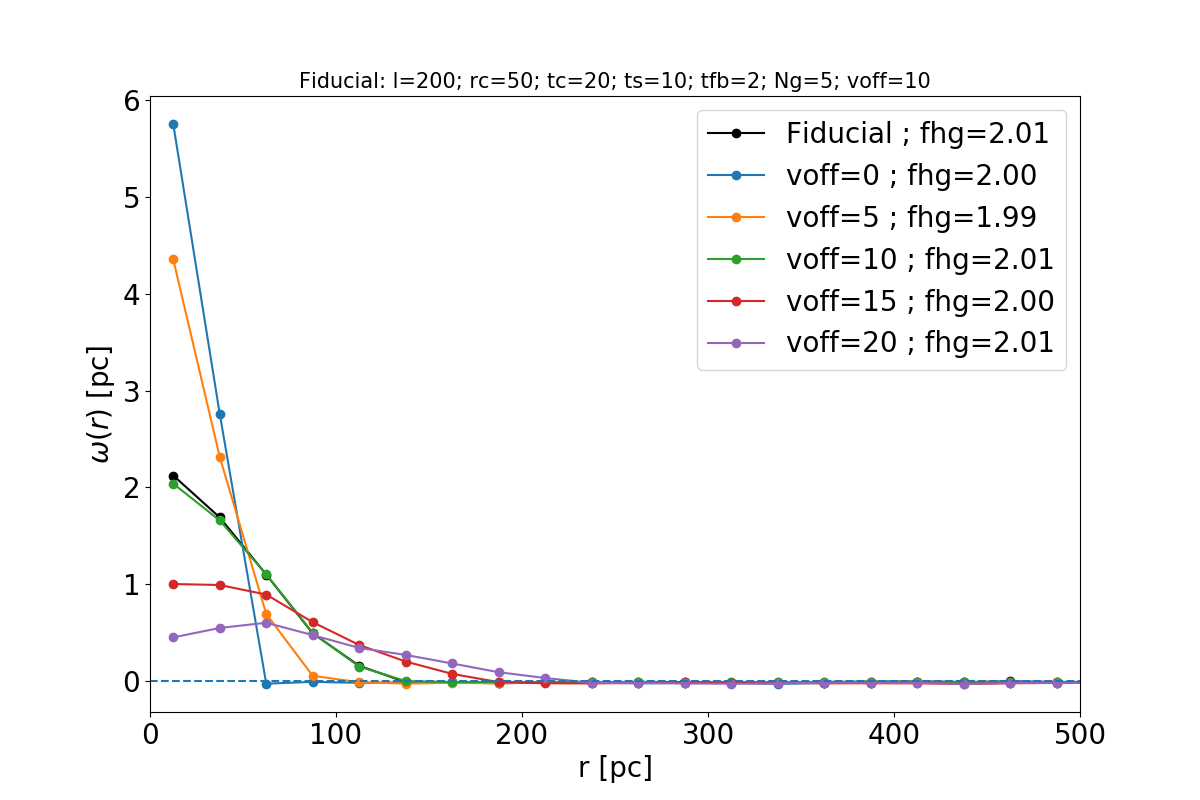 Fiducial: l=200; rc=50; tc=20; ts=10; tfb=2; Ng=5; voff=10
6
5
4
3
2
1
0
ω(r) [pc]
Fiducial ; fhg=2.01
voff=0 ; fhg=2.00
voff=5 ; fhg=1.99
voff=10 ; fhg=2.01
voff=15 ; fhg=2.00
voff=20 ; fhg=2.01
0 100 200 300 400 500
r [pc]